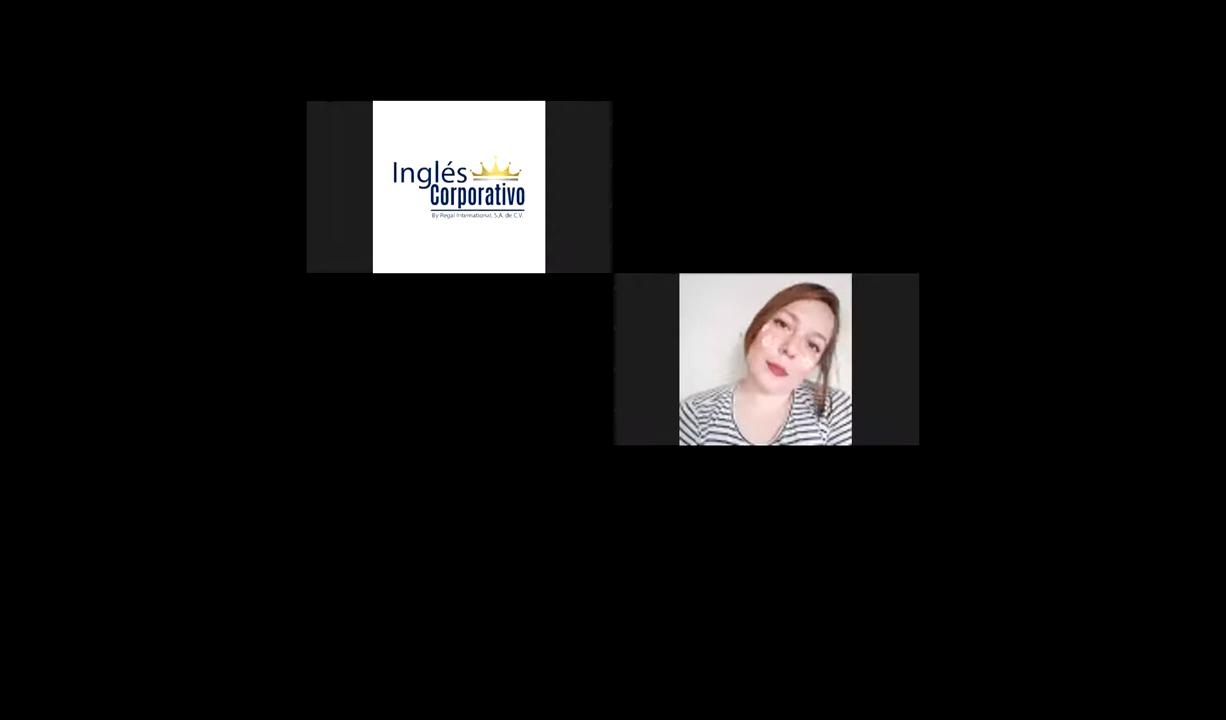 Inglés
Corporativo
By Regal International, S.A. de C.V.